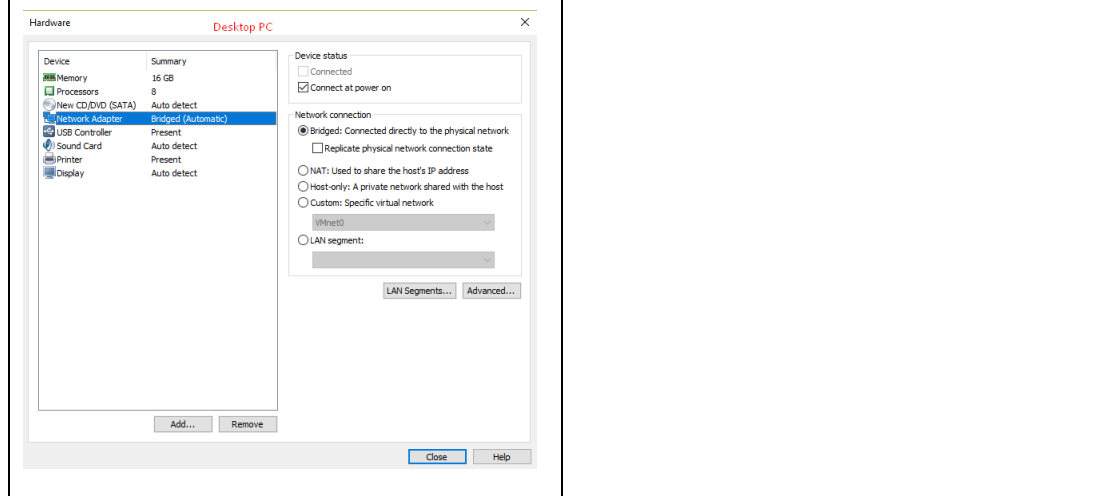 Hardware
Desktop PC
Device Summary
Memory 16 GB
Processors 8
New CD/DVD (SATA) Auto detect
Network Adapter Bridged (Automatic)
USB Controller Present
Sound Card Auto detect
Printer Present
Display Auto detect
Add...
Remove
Device status
Connected
Connect at power on
Network connection
Bridged: Connected directly to the physical network
Replicate physical network connection state
NAT: Used to share the host's IP address
Host-only: A private network shared with the host
Custom: Specific virtual network
VMnet0
LAN segment:
LAN Segments...
Advanced...
Close
Help